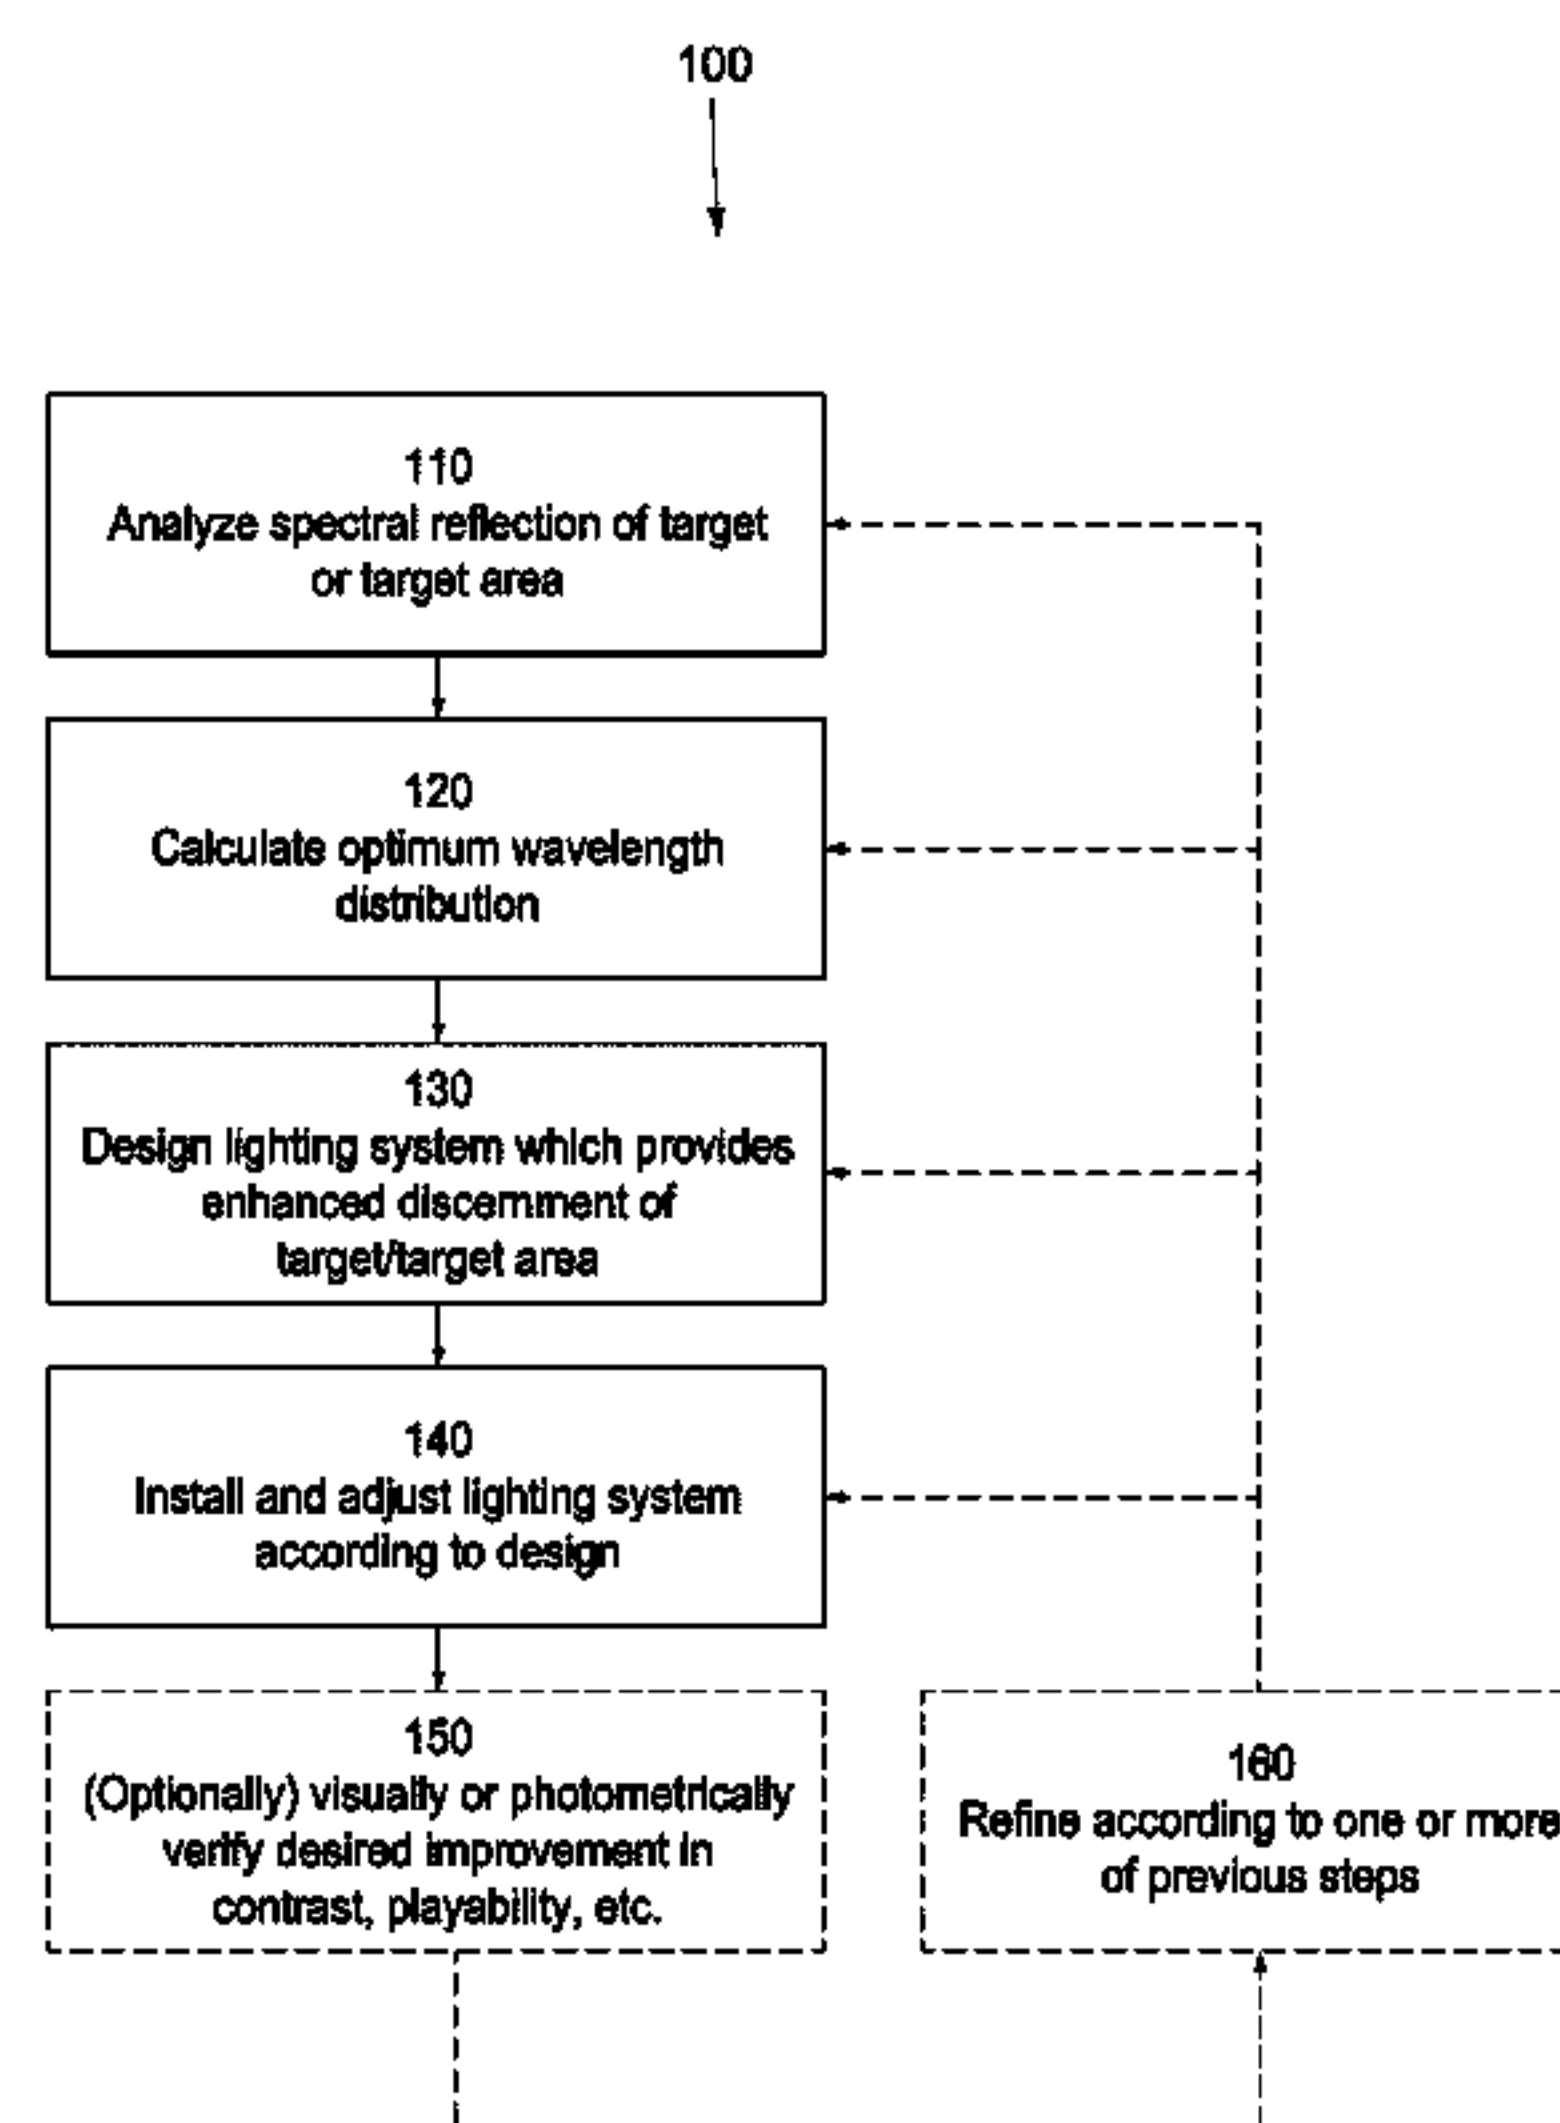 100
110
Analyze spectral reflection of target
or target area
120
Calculate optimum wavelength
distribution
130
Design lighting system which provides
enhanced discernment of
target/target area
140
Install and adjust lighting system
according to design
150
(Optionally) visually or photometrically
verify desired improvement in
contrast, playability, etc.
160
Refine according to one or more
of previous steps